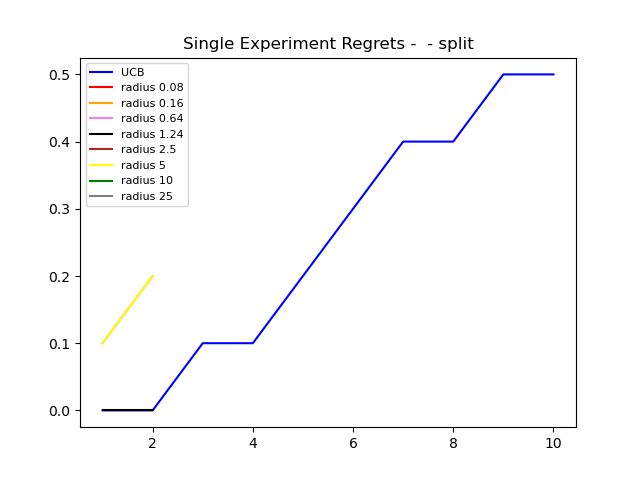 Single Experiment Regrets -  - split
UCB
radius 0.08
radius 0.16
radius 0.64
radius 1.24
radius 2.5
radius 5
radius 10
radius 25
0.5
0.4
0.3
0.2
0.1
0.0
2 4 6 8 10